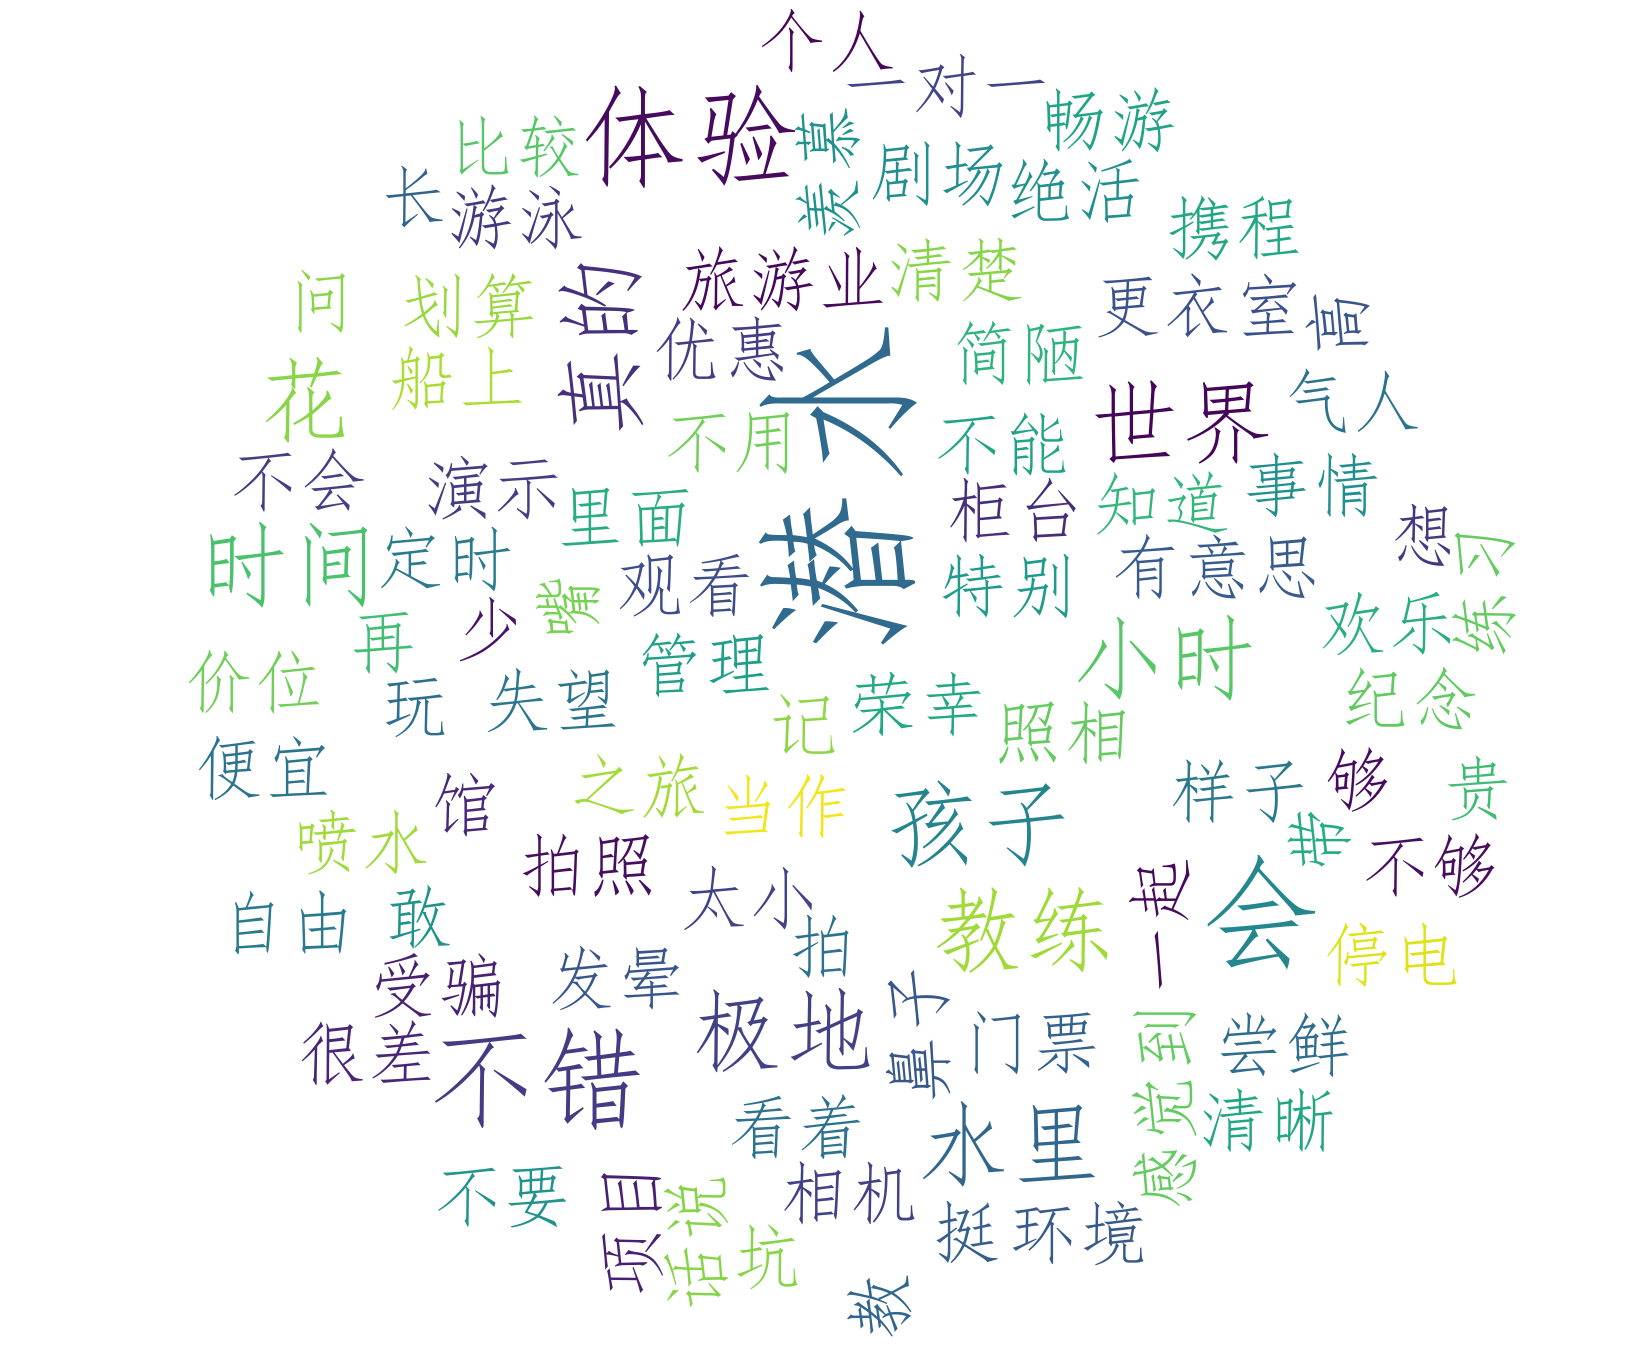 个人
一对一
体验
畅游
比较
羡慕
剧场
绝活
长
游泳
携程
问
划算
真的
旅游业
清楚
更衣室
高
优惠
潜水
简陋
花
船上
世界
气人
不用
不能
不会
演示
里面
柜台
知道
事情
想
练习
时间
定时
嘴
观看
特别
有意思
再
少
欢乐
价位
管理
小时
玩
失望
记
荣幸
照相
纪念
便宜
馆
之旅
当作
孩子
样子
够
贵
喷水
拍照
带
不够
自由
敢
太小
拍
教练
一起
会
停电
受骗
发晕
极地
鼻子
门票
感觉到
尝鲜
很差
不错
看着
水里
清晰
不要
项目
说话
相机
挺
环境
坑
教